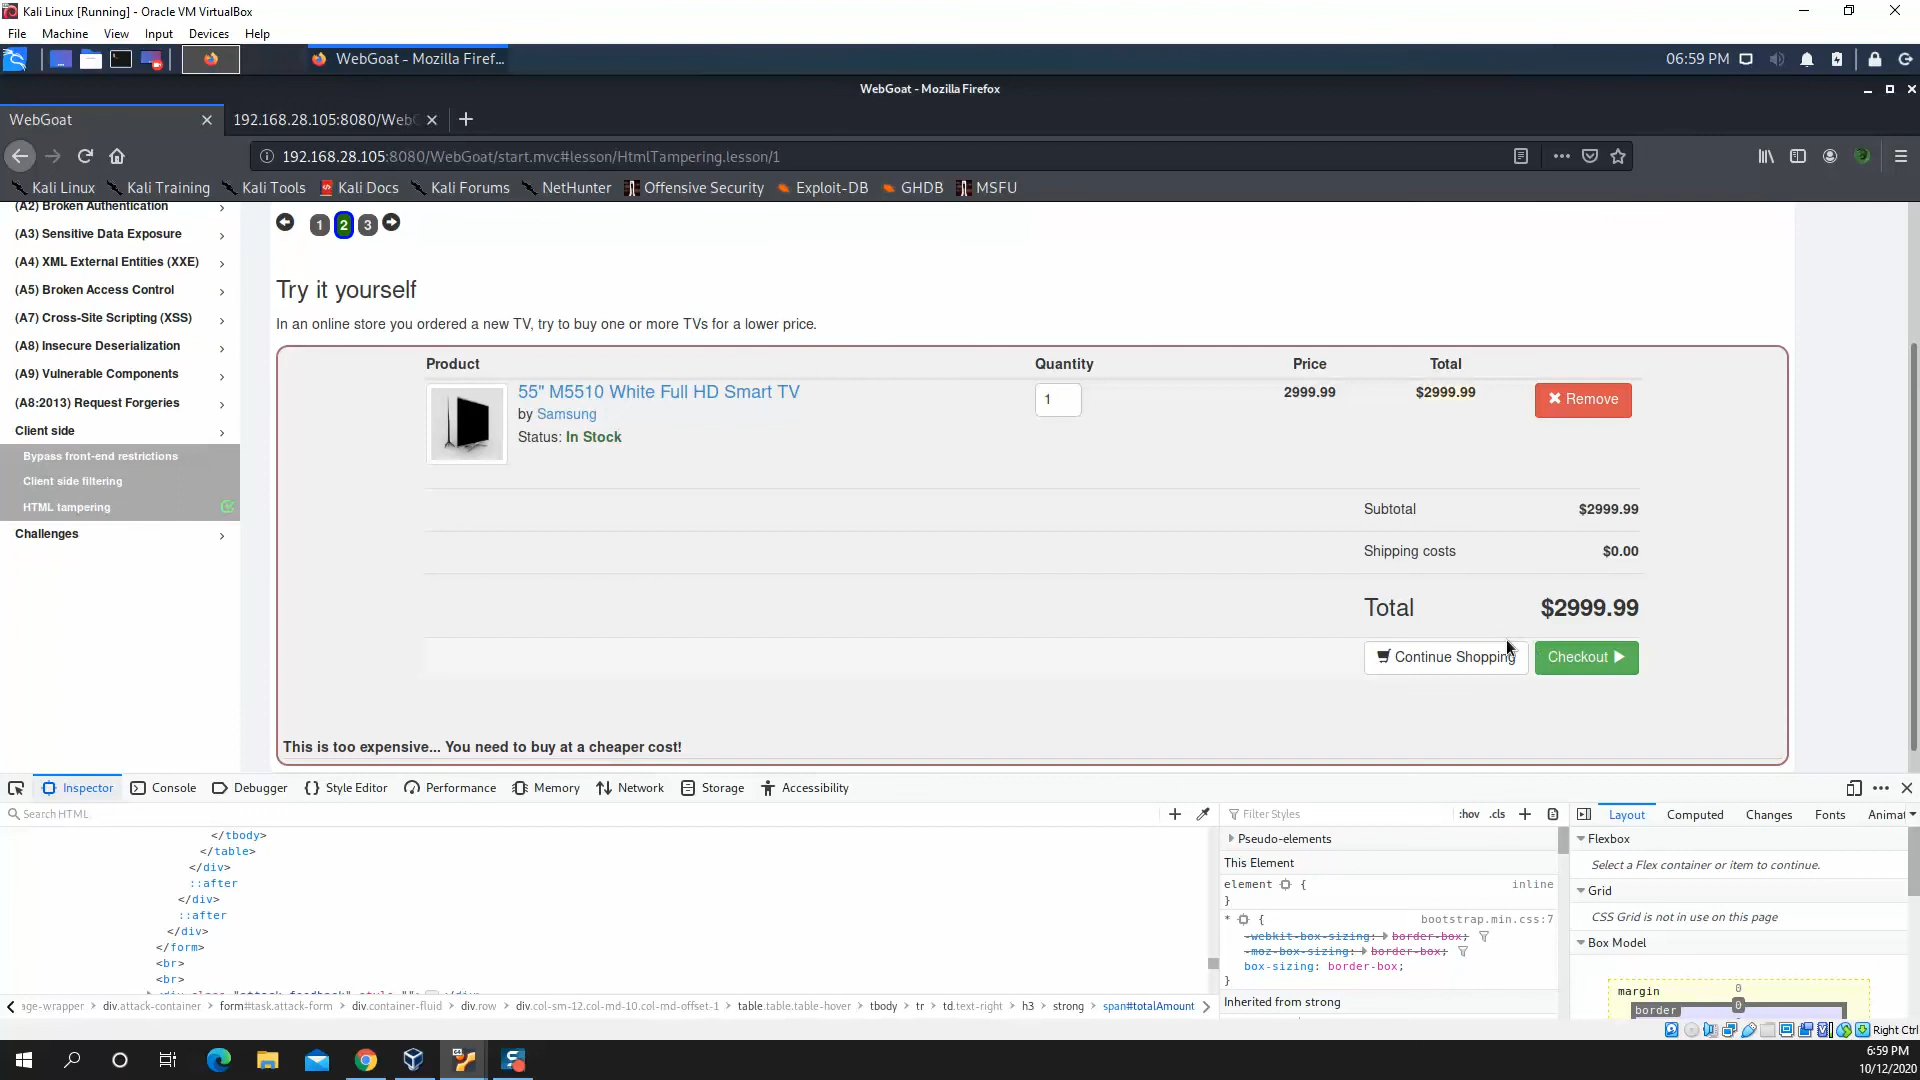 Kali Linux [Running] - Oracle VM VirtualBox
File Machine View Input Devices Help
WebGoat - Mozilla Firef... 06:59 PM
WebGoat - Mozilla Firefox
WebGoat 192.168.28.105:8080/WebG
192.168.28.105:8080/WebGoat/start.mvc#lesson/HtmlTampering.lesson/1
Kali Linux Kali Training Kali Tools Kali Docs Kali Forums NetHunter Offensive Security Exploit-DB GHDB MSFU
(A2) Broken Authentication
(A3) Sensitive Data Exposure
(A4) XML External Entities (XXE)
(A5) Broken Access Control
(A7) Cross-Site Scripting (XSS)
(A8) Insecure Deserialization
(A9) Vulnerable Components
(A8:2013) Request Forgeries
Client side
Bypass front-end restrictions
Client side filtering
HTML tampering
Challenges
1 2 3
Try it yourself
In an online store you ordered a new TV, try to buy one or more TVs for a lower price.
Product Quantity Price Total
55" M5510 White Full HD Smart TV 1 2999.99 $2999.99 Remove
by Samsung
Status: In Stock
Subtotal $2999.99
Shipping costs $0.00
Total $2999.99
Continue Shopping Checkout
This is too expensive... You need to buy at a cheaper cost!
Inspector Console Debugger Style Editor Performance Memory Network Storage Accessibility
Search HTML
</tbody>
</table>
</div>
::after
</div>
::after
</div>
</form>
<br>
<br>
age-wrapper div.attack-container form#task.attack-form div.container-fluid div.row div.col-sm-12.col-md-10.col-md-offset-1 table.table.table-hover tbody tr td.text-right h3 strong span#totalAmount
Filter Styles :hov .cls
Pseudo-elements
This Element
element { inline
}
* { bootstrap.min.css:7
-webkit-box-sizing: border-box;
-moz-box-sizing: border-box;
box-sizing: border-box;
}
Inherited from strong
Layout Computed Changes Fonts Animat
Flexbox
Select a Flex container or item to continue.
Grid
CSS Grid is not in use on this page
Box Model
margin 0
border 0
Right Ctrl
6:59 PM
10/12/2020